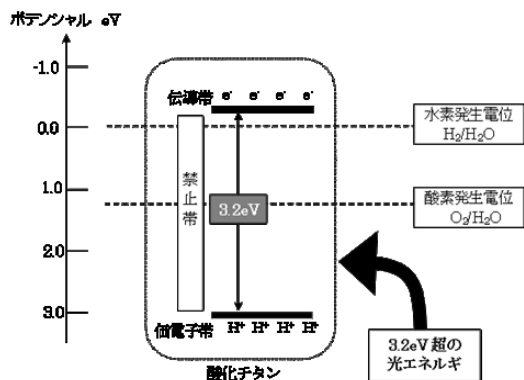 ポテンシャル eV
-1.0
0.0
1.0
2.0
3.0
伝導帯
e- e- e- e-
禁止帯
3.2eV
価電子帯
H+ H+ H+ H+
酸化チタン
水素発生電位
H2/H2O
酸素発生電位
O2/H2O
3.2eV超の
光エネルギ